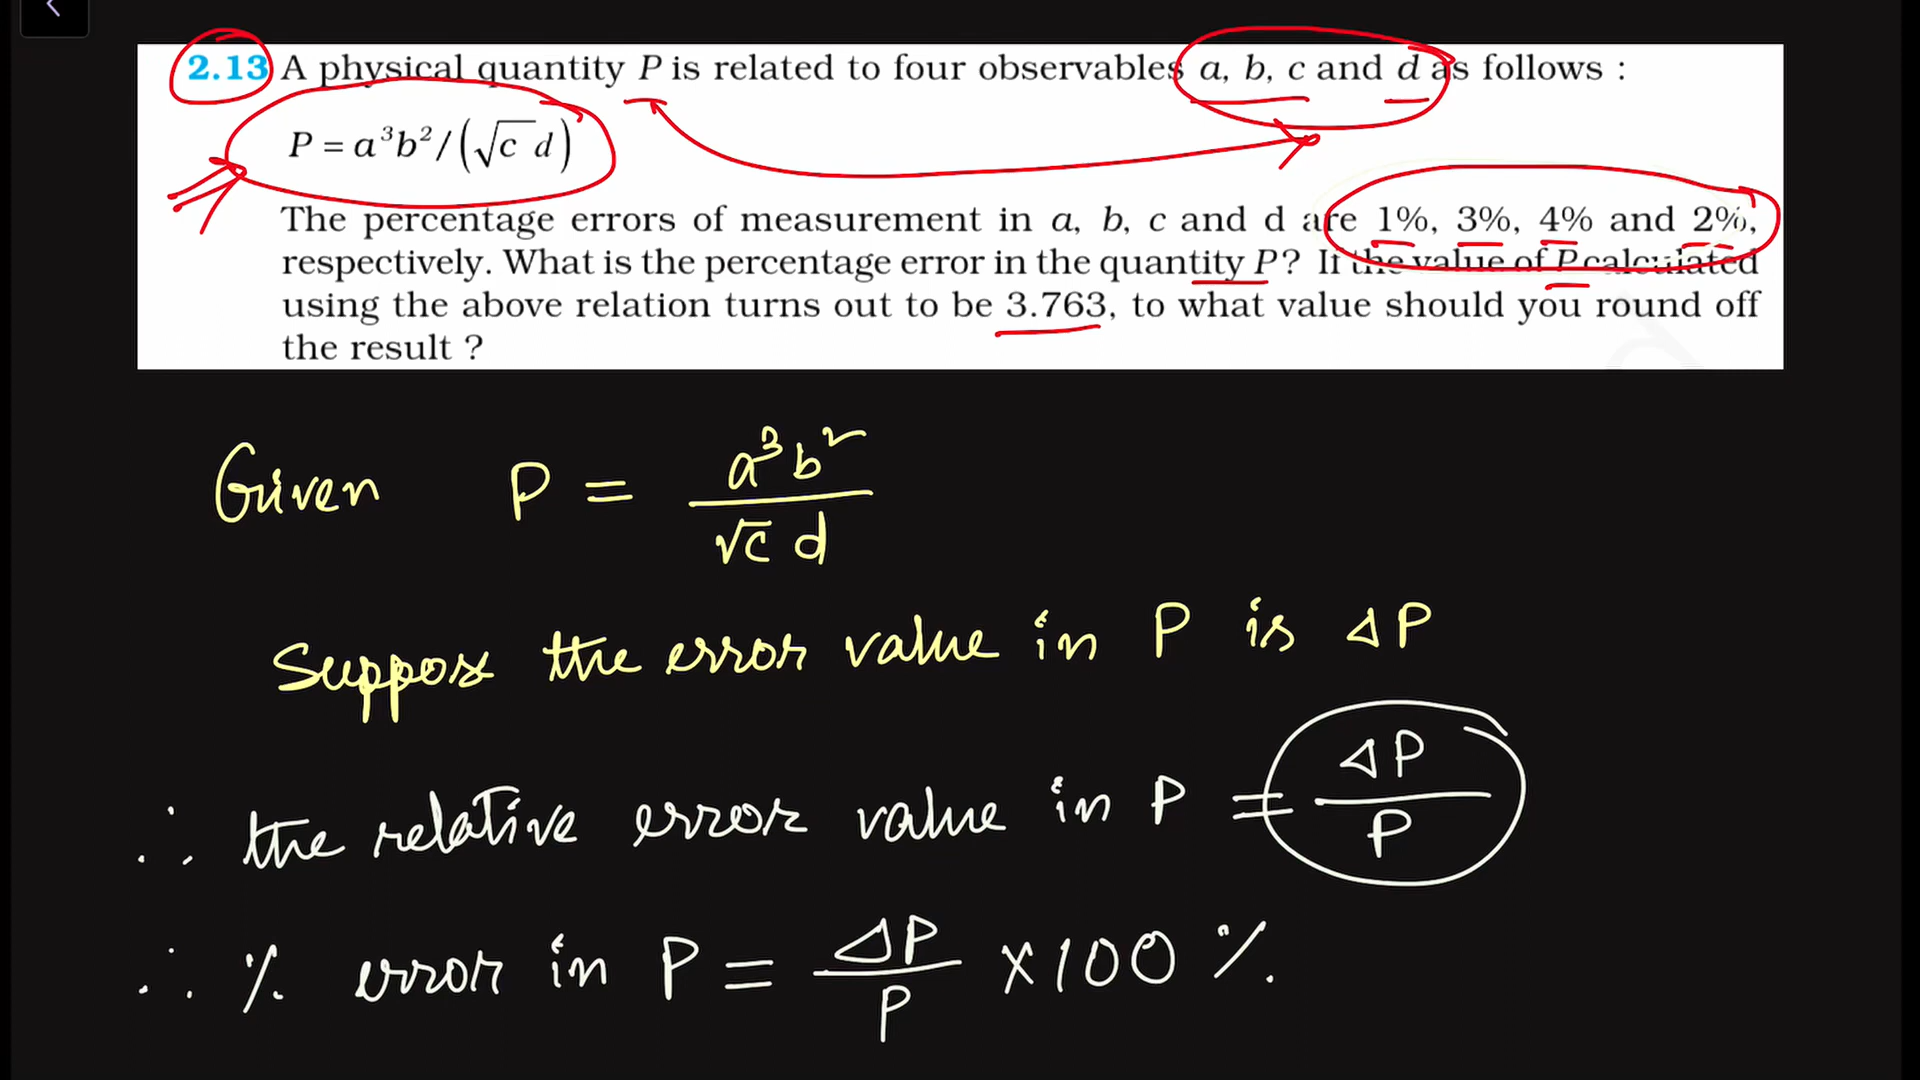 2.13 A physical quantity P is related to four observables a, b, c and d as follows :
P = a³b²/(√c d)
The percentage errors of measurement in a, b, c and d are 1%, 3%, 4% and 2%,
respectively. What is the percentage error in the quantity P? If the value of P calculated
using the above relation turns out to be 3.763, to what value should you round off
the result ?
Given P = a³b² / √c d
Suppose the error value in P is ΔP
∴ the relative error value in P = ΔP / P
∴ % error in P = ΔP / P × 100 %